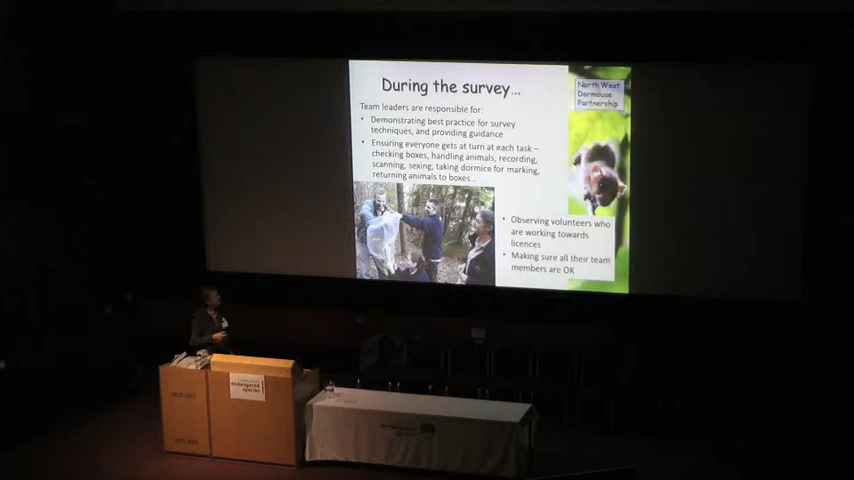 During the survey...
North West
Dormouse
Partnership
Team leaders are responsible for:
• Demonstrating best practice for survey
techniques, and providing guidance
• Ensuring everyone gets at turn at each task –
checking boxes, handling animals, recording,
scanning, sexing, taking dormice for marking,
returning animals to boxes...
• Observing volunteers who
are working towards
licences
• Making sure all their team
members are OK
endangered
species